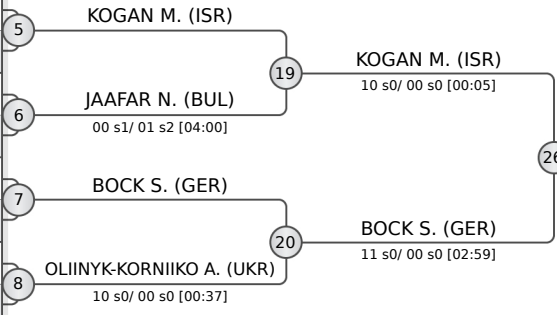 KOGAN M. (ISR)
5
19
KOGAN M. (ISR)
10 s0/ 00 s0 [00:05]
JAAFAR N. (BUL)
6
00 s1/ 01 s2 [04:00]
26
BOCK S. (GER)
7
20
BOCK S. (GER)
11 s0/ 00 s0 [02:59]
OLIINYK-KORNIIKO A. (UKR)
8
10 s0/ 00 s0 [00:37]